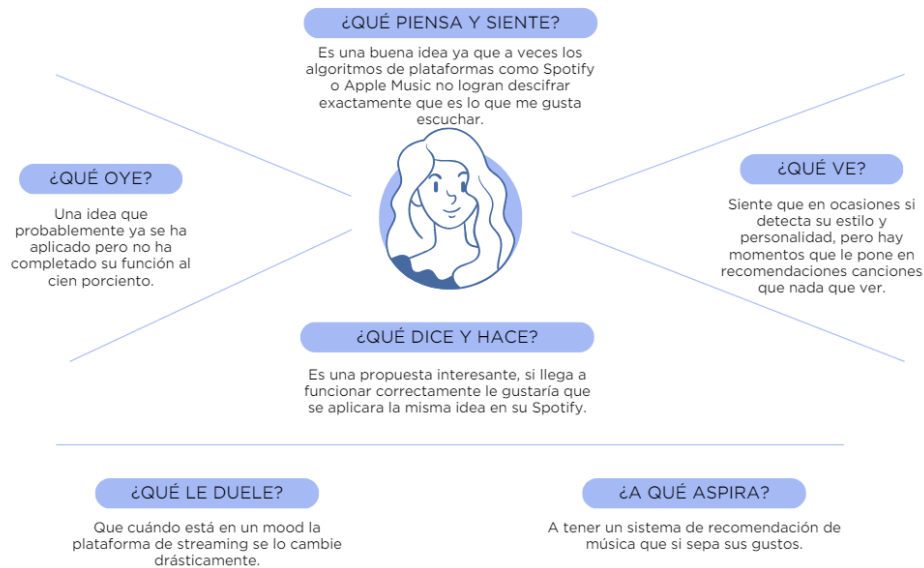 ¿QUÉ PIENSA Y SIENTE?
Es una buena idea ya que a veces los
algoritmos de plataformas como Spotify
o Apple Music no logran descifrar
exactamente que es lo que me gusta
escuchar.
¿QUÉ OYE?
Una idea que
probablemente ya se ha
aplicado pero no ha
completado su función al
cien porciento.
¿QUÉ VE?
Siente que en ocasiones si
detecta su estilo y
personalidad, pero hay
momentos que le pone en
recomendaciones canciones
que nada que ver.
¿QUÉ DICE Y HACE?
Es una propuesta interesante, si llega a
funcionar correctamente le gustaría que
se aplicara la misma idea en su Spotify.
¿QUÉ LE DUELE?
Que cuándo está en un mood la
plataforma de streaming se lo cambie
drásticamente.
¿A QUÉ ASPIRA?
A tener un sistema de recomendación de
música que si sepa sus gustos.